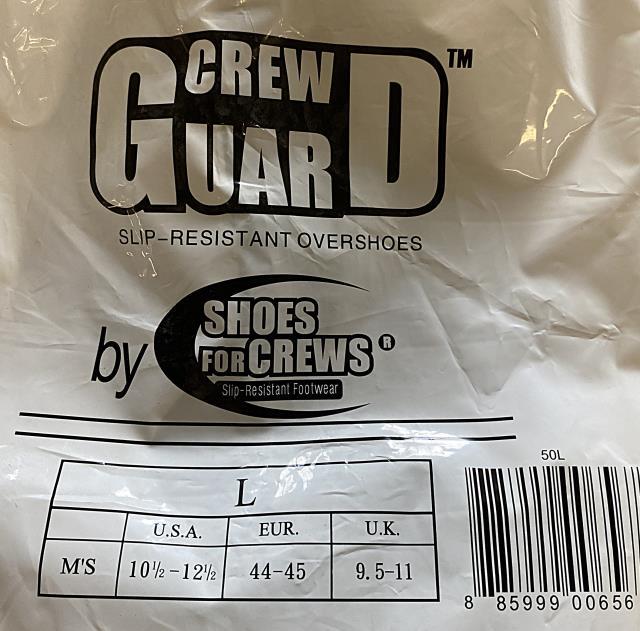 CREW
GUARD™
SLIP-RESISTANT OVERSHOES
by SHOES
FOR CREWS®
Slip-Resistant Footwear
L
U.S.A. EUR. U.K.
M'S 10½-12½ 44-45 9.5-11
50L
8 85999 00656